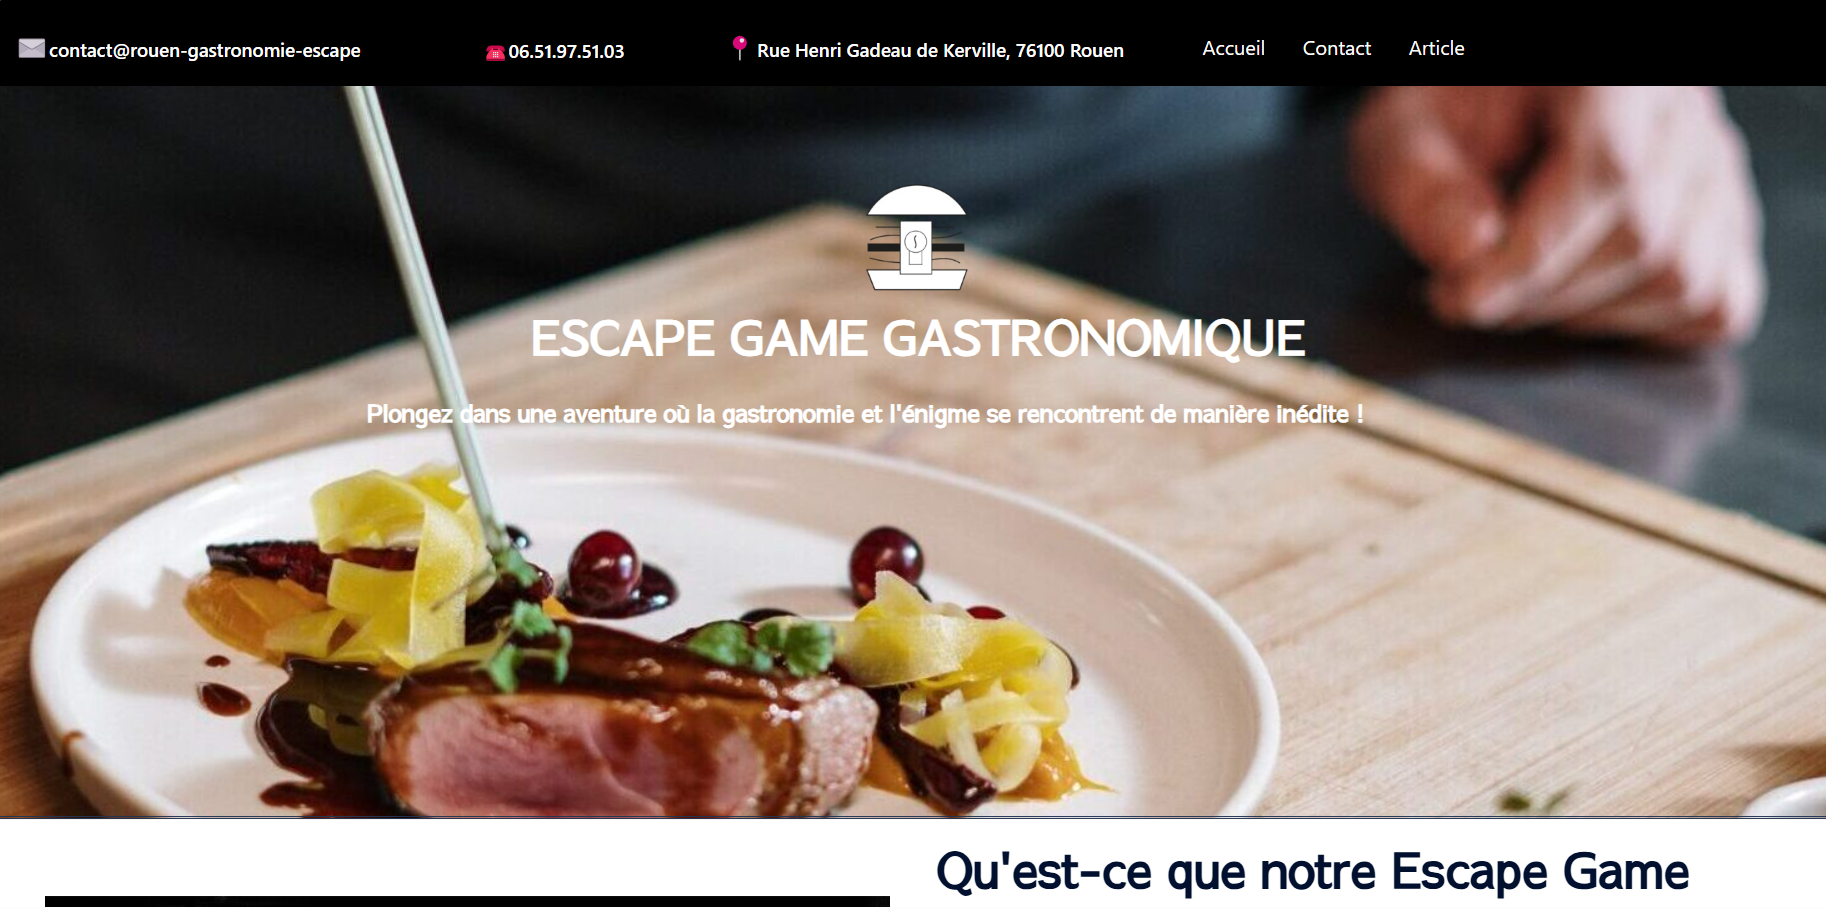 contact@rouen-gastronomie-escape
06.51.97.51.03
Rue Henri Gadeau de Kerville, 76100 Rouen
Accueil
Contact
Article
ESCAPE GAME GASTRONOMIQUE
Plongez dans une aventure où la gastronomie et l'énigme se rencontrent de manière inédite !
Qu'est-ce que notre Escape Game